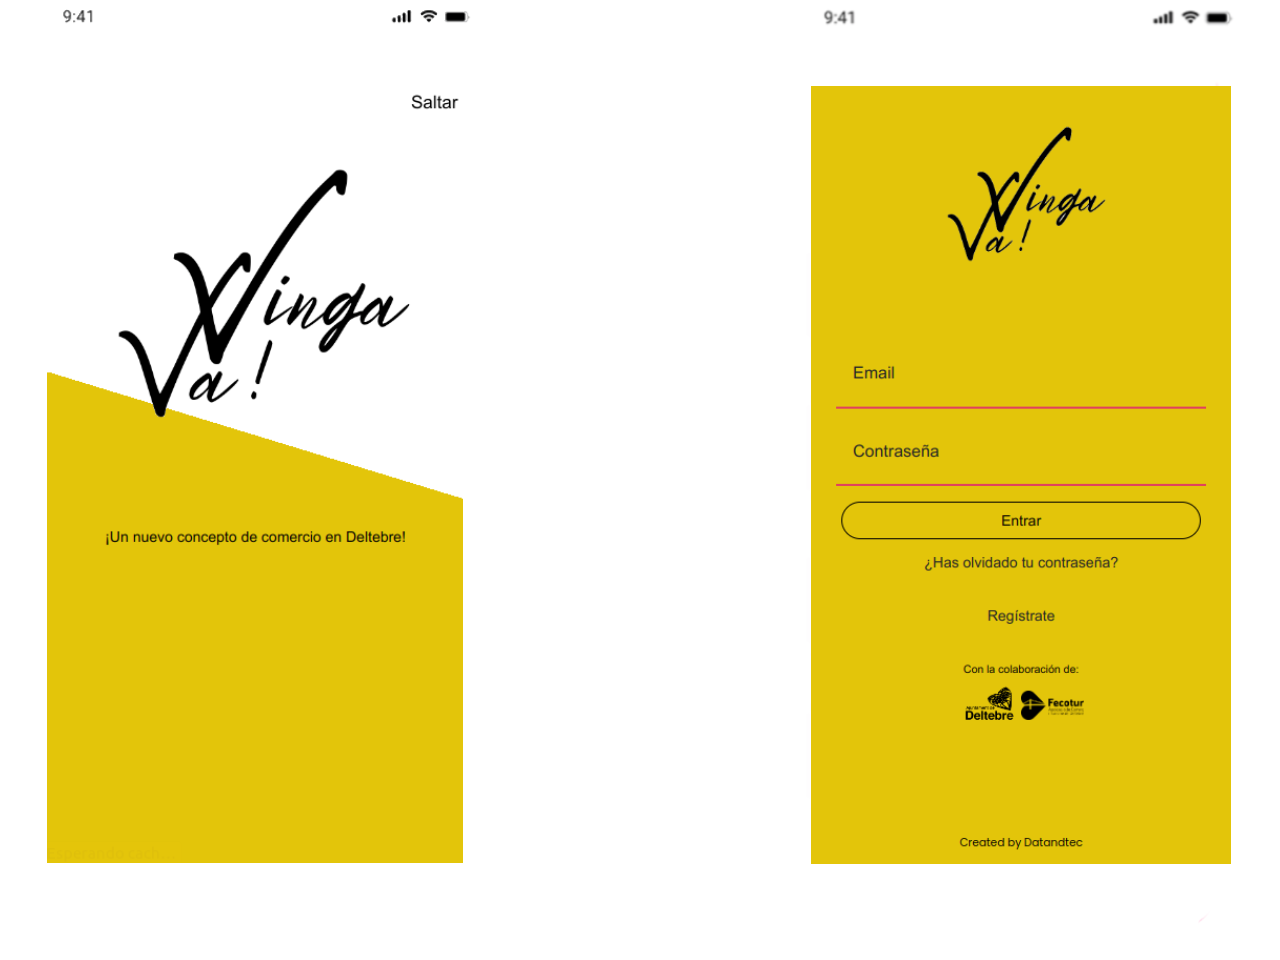 9:41
Saltar
Vinga
Va !
¡Un nuevo concepto de comercio en Deltebre!
9:41
Vinga
Va !
Email
Contraseña
Entrar
¿Has olvidado tu contraseña?
Regístrate
Con la colaboración de:
Deltebre
Fecotur
Created by Datandtec